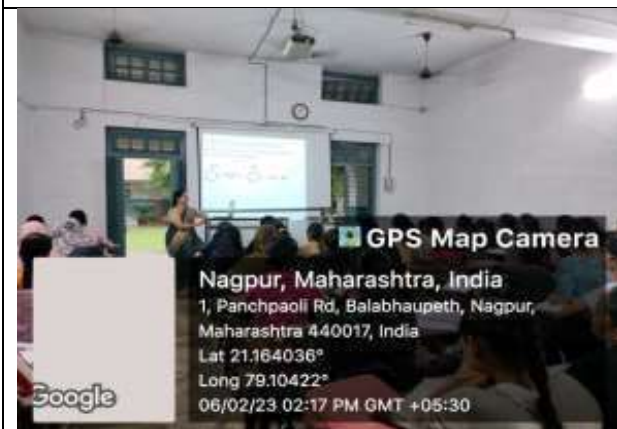 GPS Map Camera
Nagpur, Maharashtra, India
1, Panchpaoli Rd, Balabhaupeth, Nagpur,
Maharashtra 440017, India
Lat 21.164036°
Long 79.10422°
06/02/23 02:17 PM GMT +05:30
Google